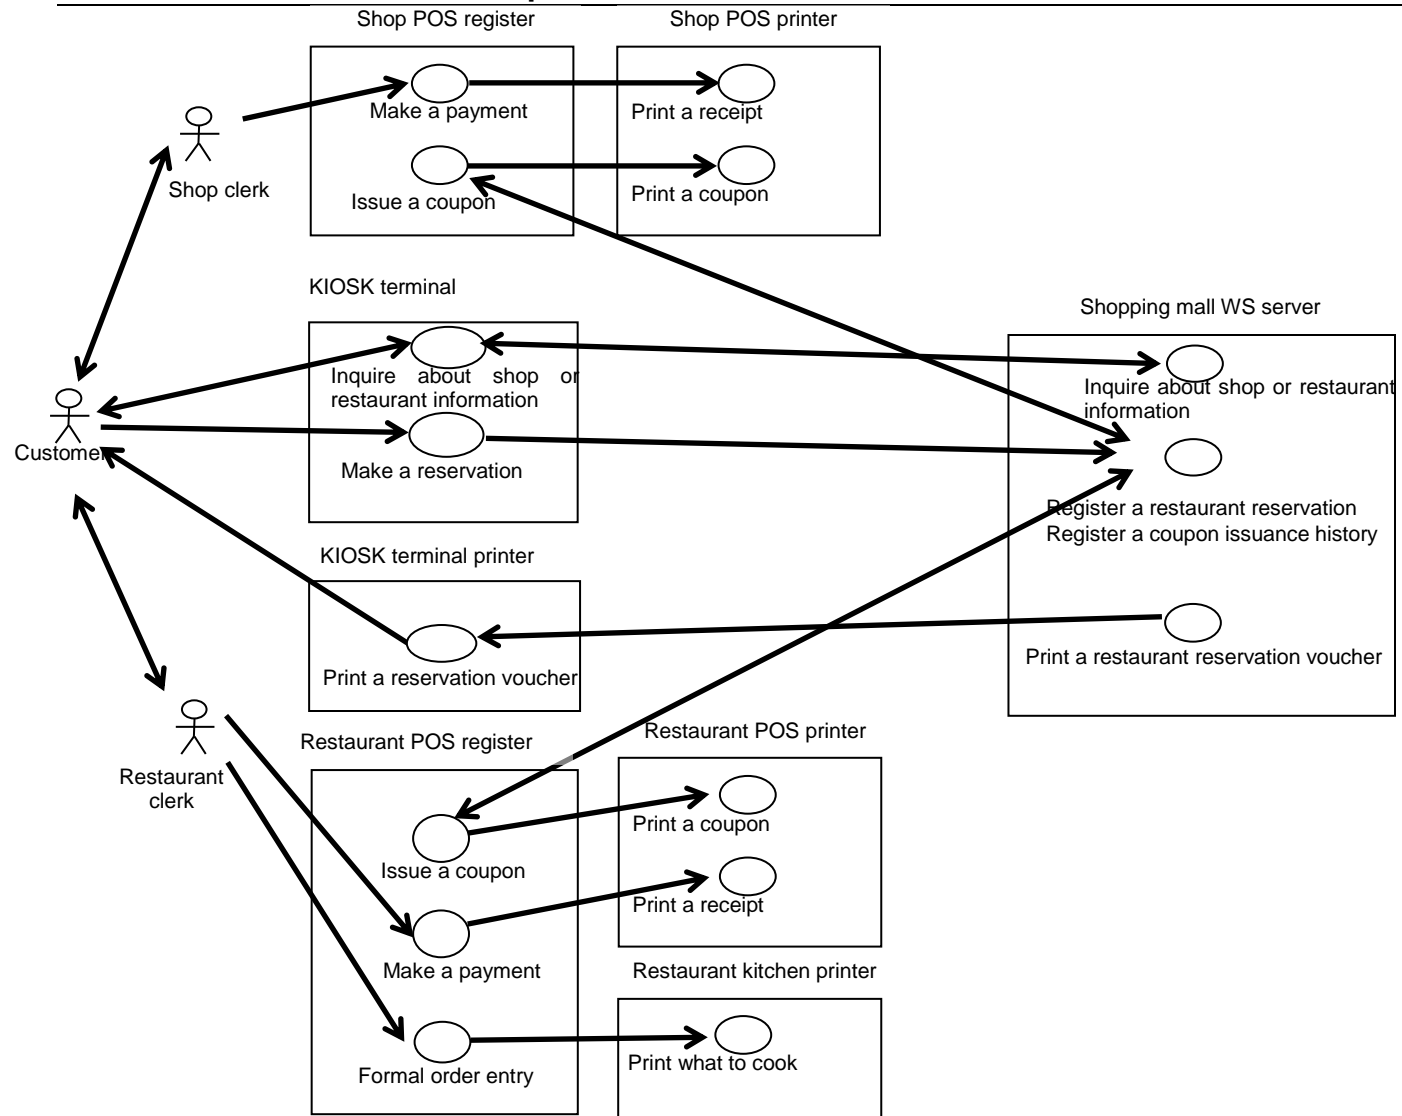 Shop POS register
Shop POS printer
Make a payment
Print a receipt
Shop clerk
Issue a coupon
Print a coupon
KIOSK terminal
Shopping mall WS server
Inquire about shop or
restaurant information
Inquire about shop or restaurant
information
Customer
Make a reservation
Register a restaurant reservation
Register a coupon issuance history
KIOSK terminal printer
Print a reservation voucher
Print a restaurant reservation voucher
Restaurant POS register
Restaurant POS printer
Restaurant
clerk
Print a coupon
Issue a coupon
Print a receipt
Make a payment
Restaurant kitchen printer
Formal order entry
Print what to cook